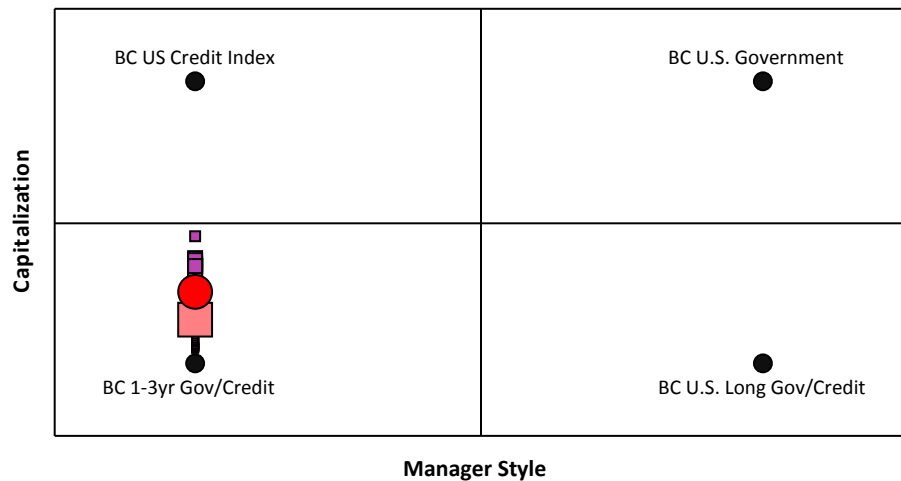 BC US Credit Index
BC U.S. Government
Capitalization
BC 1-3yr Gov/Credit
BC U.S. Long Gov/Credit
Manager Style